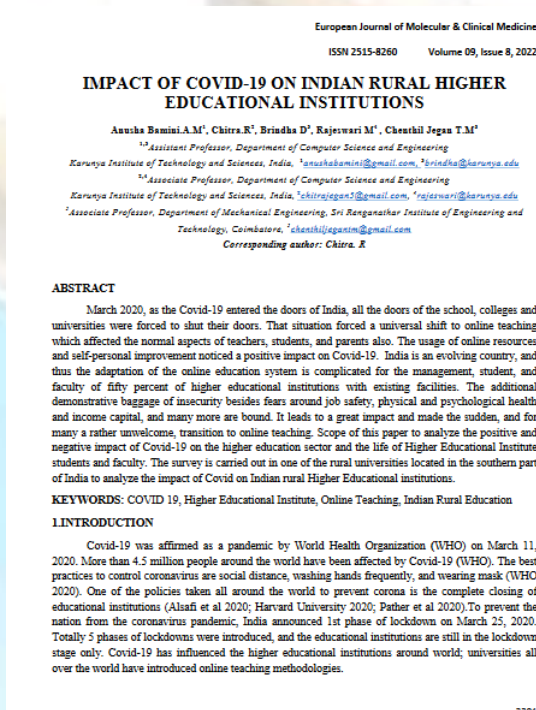 European Journal of Molecular & Clinical Medicine
ISSN 2515-8260 Volume 09, Issue 8, 2022
IMPACT OF COVID-19 ON INDIAN RURAL HIGHER
EDUCATIONAL INSTITUTIONS
Anusha Bamini.A.M¹, Chitra.R², Brindha D³, Rajeswari M⁴, Chenthil Jegan T.M⁵
Assistant Professor, Department of Computer Science and Engineering
Karunya Institute of Technology and Sciences, India, ¹anushabamini@gmail.com, ³brindha@karunya.edu
Associate Professor, Department of Computer Science and Engineering
Karunya Institute of Technology and Sciences, India, ²chitrajegan5@gmail.com, ⁴rajeswari@karunya.edu
Associate Professor, Department of Mechanical Engineering, Sri Ranganathar Institute of Engineering and
Technology, Coimbatore, chenthiljegantm@gmail.com
Corresponding author: Chitra. R
ABSTRACT
March 2020, as the Covid-19 entered the doors of India, all the doors of the school, colleges and
universities were forced to shut their doors. That situation forced a universal shift to online teaching
which affected the normal aspects of teachers, students, and parents also. The usage of online resources
and self-personal improvement noticed a positive impact on Covid-19. India is an evolving country, and
thus the adaptation of the online education system is complicated for the management, student, and
faculty of fifty percent of higher educational institutions with existing facilities. The additional
demonstrative baggage of insecurity besides fears around job safety, physical and psychological health
and income capital, and many more are bound. It leads to a great impact and made the sudden, and for
many a rather unwelcome, transition to online teaching. Scope of this paper to analyze the positive and
negative impact of Covid-19 on the higher education sector and the life of Higher Educational Institute
students and faculty. The survey is carried out in one of the rural universities located in the southern part
of India to analyze the impact of Covid on Indian rural Higher Educational institutions.
KEYWORDS: COVID 19, Higher Educational Institute, Online Teaching, Indian Rural Education
1.INTRODUCTION
Covid-19 was affirmed as a pandemic by World Health Organization (WHO) on March 11,
2020. More than 4.5 million people around the world have been affected by Covid-19 (WHO). The best
practices to control coronavirus are social distance, washing hands frequently, and wearing mask (WHO
2020). One of the policies taken all around the world to prevent corona is the complete closing of
educational institutions (Alsafi et al 2020; Harvard University 2020; Pather et al 2020).To prevent the
nation from the coronavirus pandemic, India announced 1st phase of lockdown on March 25, 2020.
Totally 5 phases of lockdowns were introduced, and the educational institutions are still in the lockdown
stage only. Covid-19 has influenced the higher educational institutions around world; universities all
over the world have introduced online teaching methodologies.